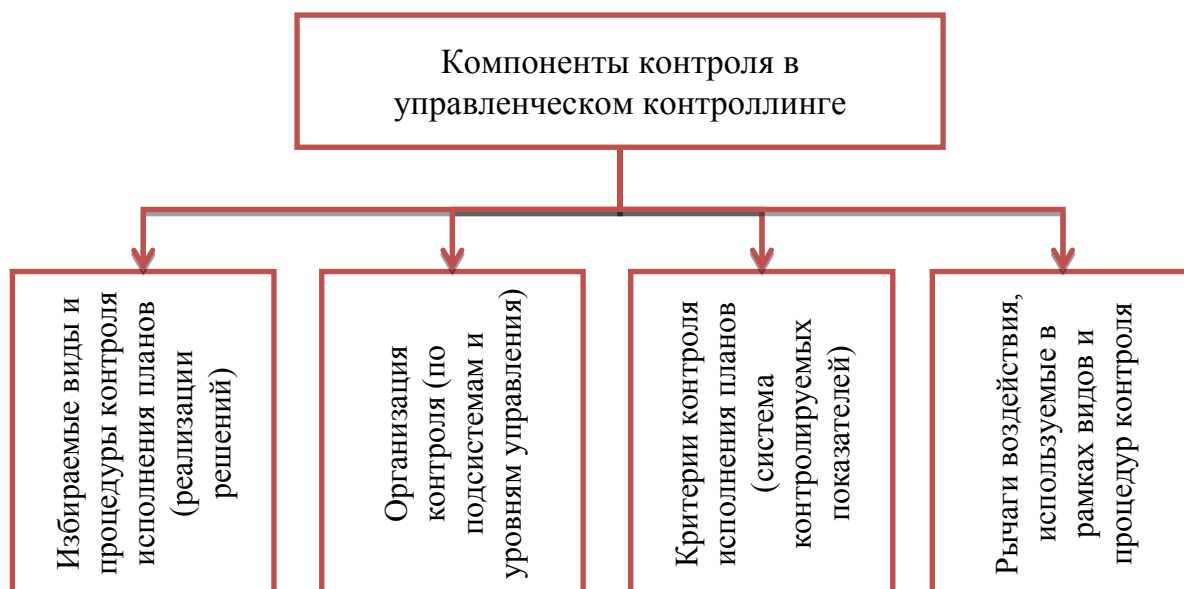 Компоненты контроля в
управленческом контроллинге
Избираемые виды и
процедуры контроля
исполнения планов
(реализации
решений)
Организация
контроля (по
подсистемам и
уровням управления)
Критерии контроля
исполнения планов
(система
контролируемых
показателей)
Рычаги воздействия,
используемые в
рамках видов и
процедур контроля